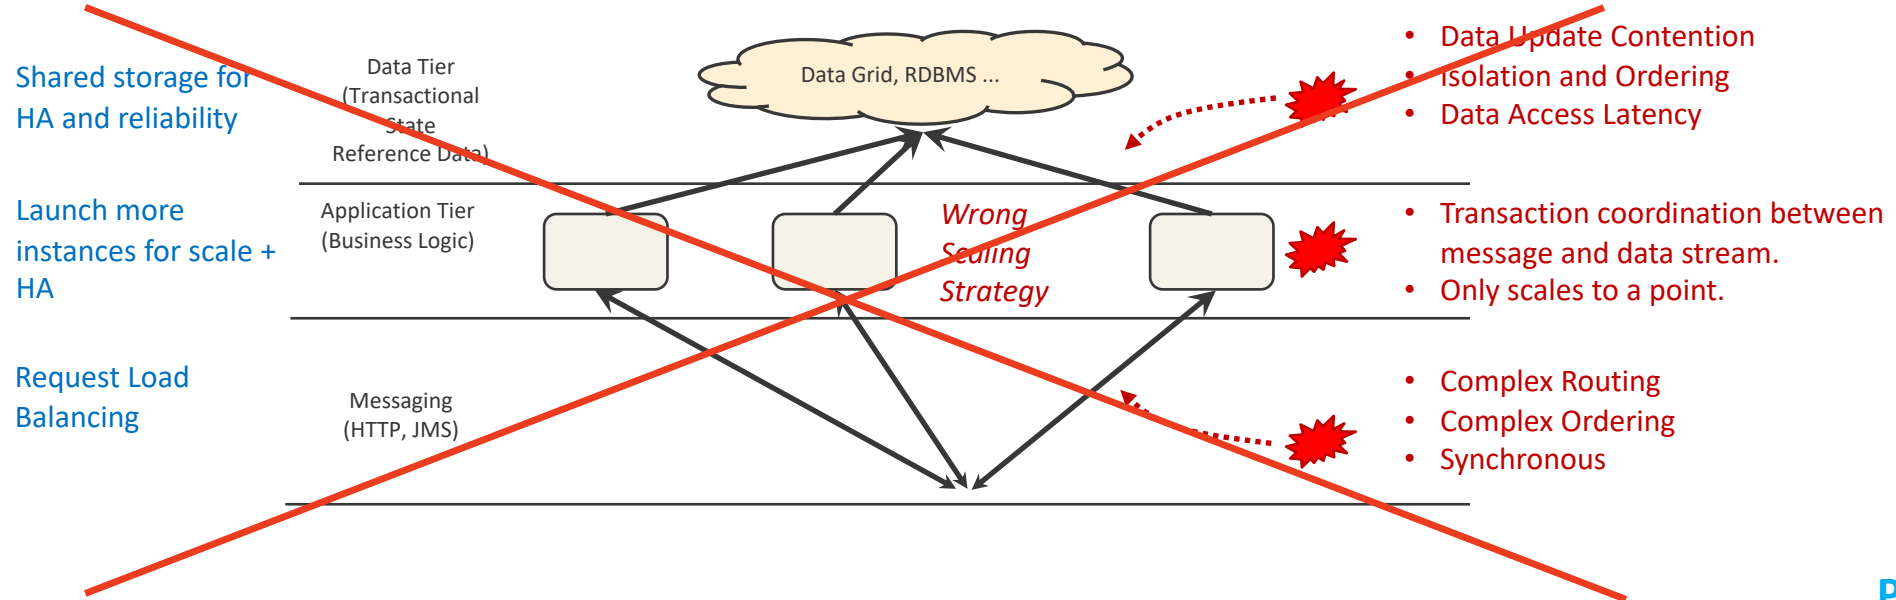 Shared storage for
HA and reliability
Data Tier
(Transactional
State
Reference Data)
Data Grid, RDBMS ...
• Data Update Contention
• Isolation and Ordering
• Data Access Latency
Launch more
instances for scale +
HA
Application Tier
(Business Logic)
Wrong
Scaling
Strategy
• Transaction coordination between
message and data stream.
• Only scales to a point.
Request Load
Balancing
Messaging
(HTTP, JMS)
• Complex Routing
• Complex Ordering
• Synchronous